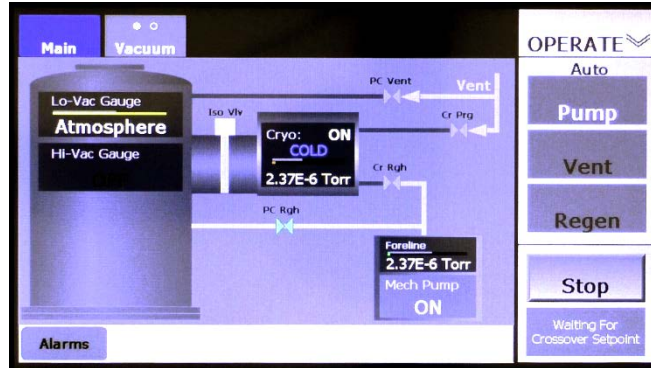 Main
Vacuum
OPERATE
Auto
Pump
Vent
Regen
Stop
Waiting For
Crossover Setpoint
PC Vent
Vent
Lo-Vac Gauge
Atmosphere
Hi-Vac Gauge
Iso Vlv
Cr Prg
Cryo: ON
COLD
2.37E-6 Torr
Cr Rgh
PC Rgh
Foreline
2.37E-6 Torr
Mech Pump
ON
Alarms